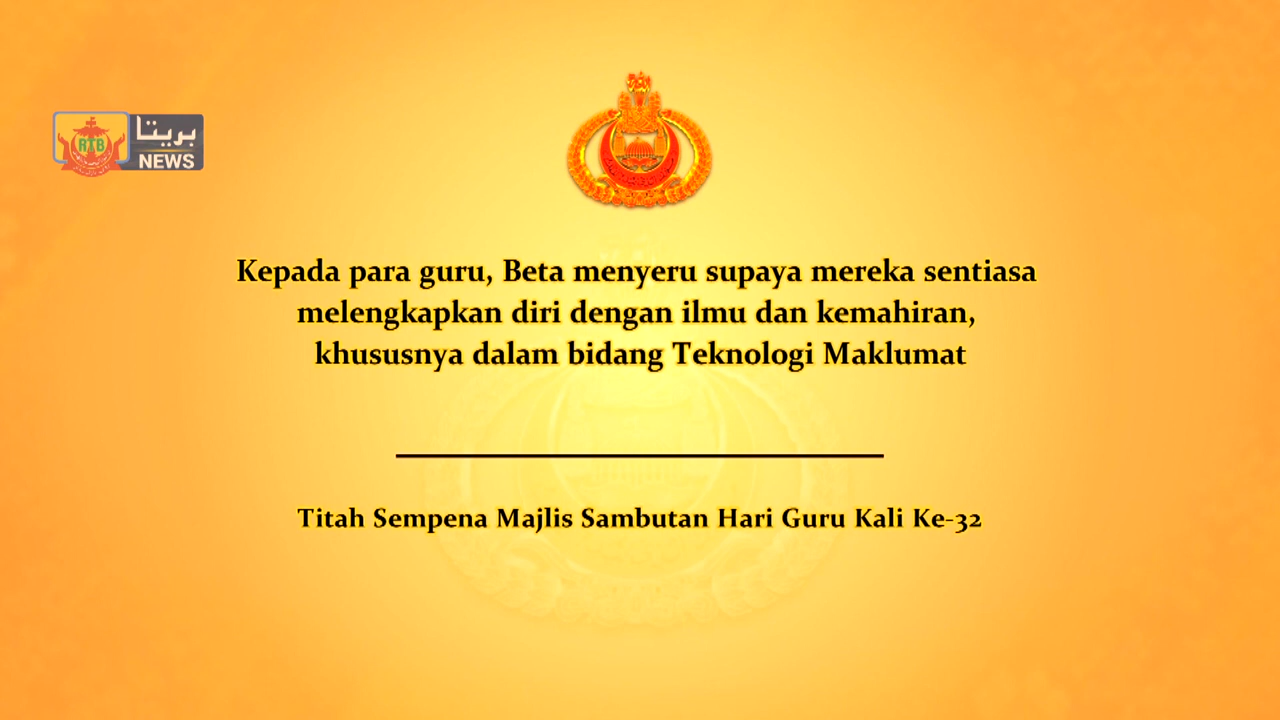 RTB
بريتا
NEWS
Kepada para guru, Beta menyeru supaya mereka sentiasa
melengkapkan diri dengan ilmu dan kemahiran,
khususnya dalam bidang Teknologi Maklumat
Titah Sempena Majlis Sambutan Hari Guru Kali Ke-32